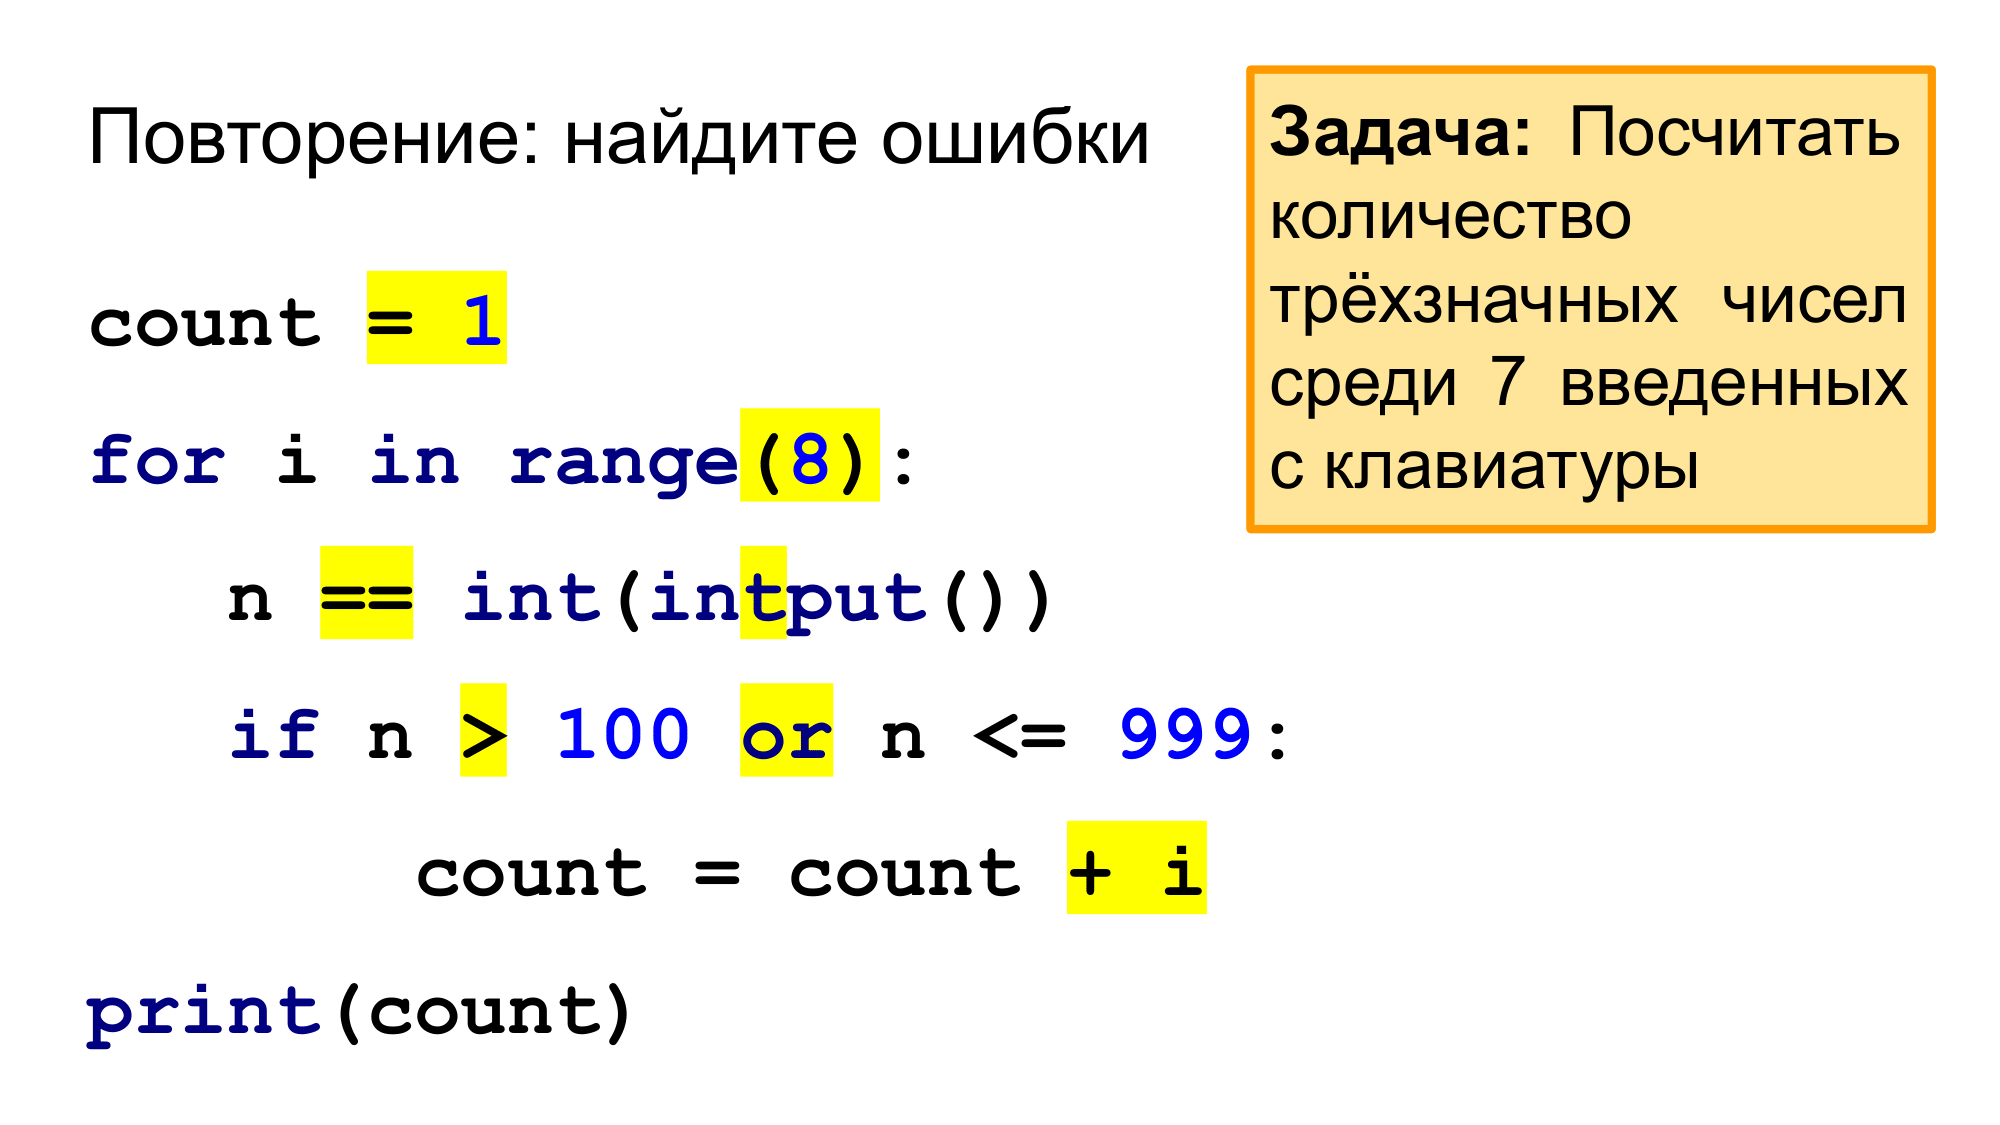 Повторение: найдите ошибки
Задача: Посчитать
количество
трёхзначных чисел
среди 7 введенных
с клавиатуры
count = 1
for i in range(8):
n == int(intput())
if n > 100 or n <= 999:
count = count + i
print(count)